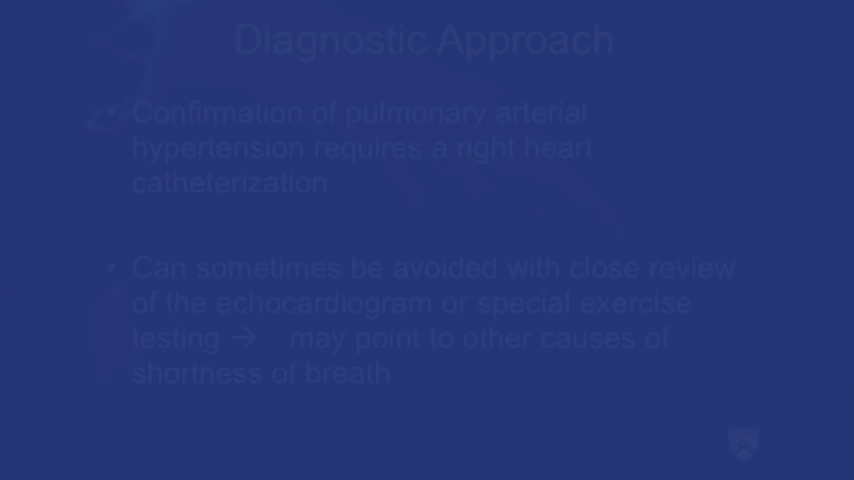 Diagnostic Approach
• Confirmation of pulmonary arterial
hypertension requires a right heart
catheterization
• Can sometimes be avoided with close review
of the echocardiogram or special exercise
testing → may point to other causes of
shortness of breath